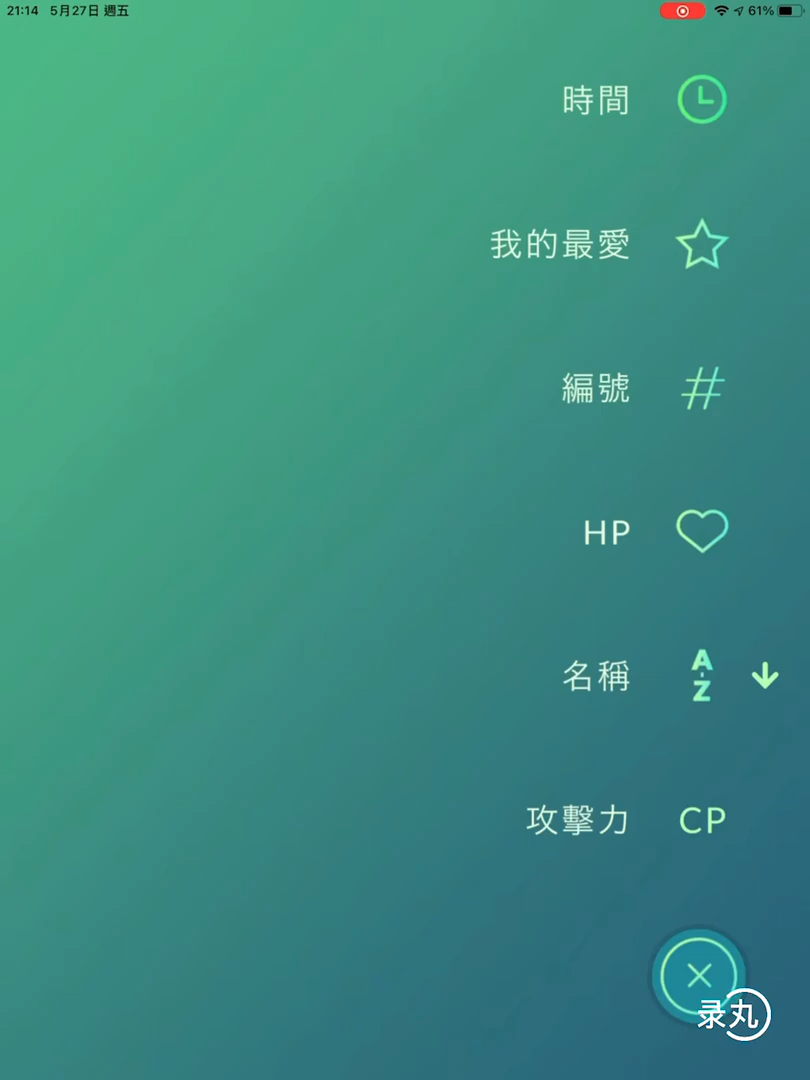 21:14 5月27日 週五 61%
時間
我的最愛
編號
#
HP
名稱
A-Z
攻擊力
CP
录丸